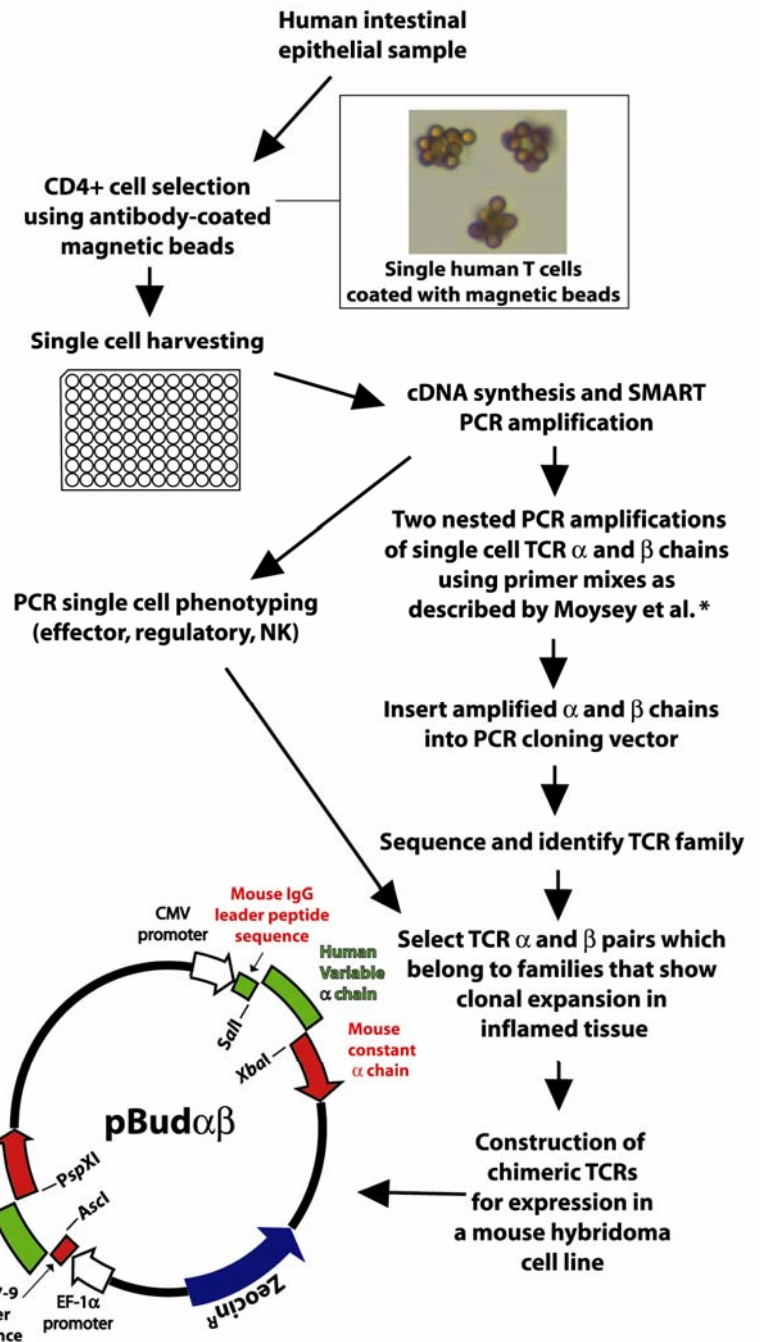 Human intestinal
epithelial sample
CD4+ cell selection
using antibody-coated
magnetic beads
Single human T cells
coated with magnetic beads
Single cell harvesting
cDNA synthesis and SMART
PCR amplification
Two nested PCR amplifications
of single cell TCR α and β chains
using primer mixes as
described by Moysey et al. *
PCR single cell phenotyping
(effector, regulatory, NK)
Insert amplified α and β chains
into PCR cloning vector
Sequence and identify TCR family
Select TCR α and β pairs which
belong to families that show
clonal expansion in
inflamed tissue
Construction of
chimeric TCRs
for expression in
a mouse hybridoma
cell line
CMV
promoter
Mouse IgG
leader peptide
sequence
Human
Variable
α chain
SalI
XbaI
Mouse
constant
α chain
pBudαβ
PspXI
AscI
EF-1α
promoter
Zeocin R
7-9
er
nce